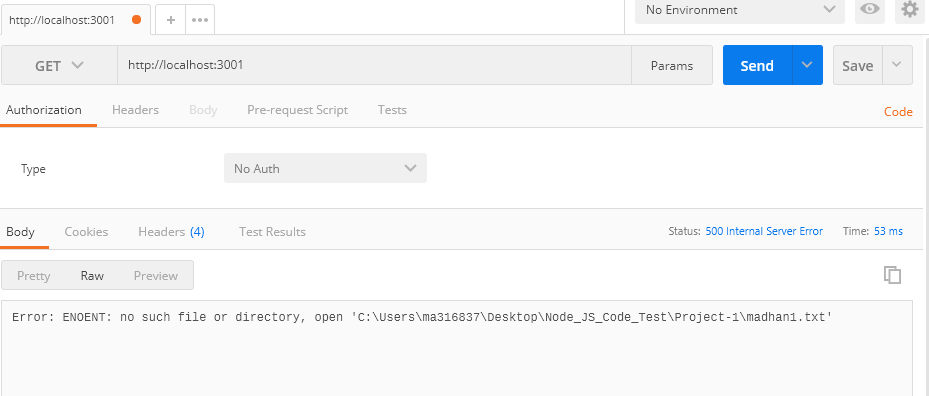 http://localhost:3001 + ••• No Environment
GET http://localhost:3001 Params Send Save
Authorization Headers Body Pre-request Script Tests Code
Type No Auth
Body Cookies Headers (4) Test Results Status: 500 Internal Server Error Time: 53 ms
Pretty Raw Preview
Error: ENOENT: no such file or directory, open 'C:\Users\ma316837\Desktop\Node_JS_Code_Test\Project-1\madhan1.txt'